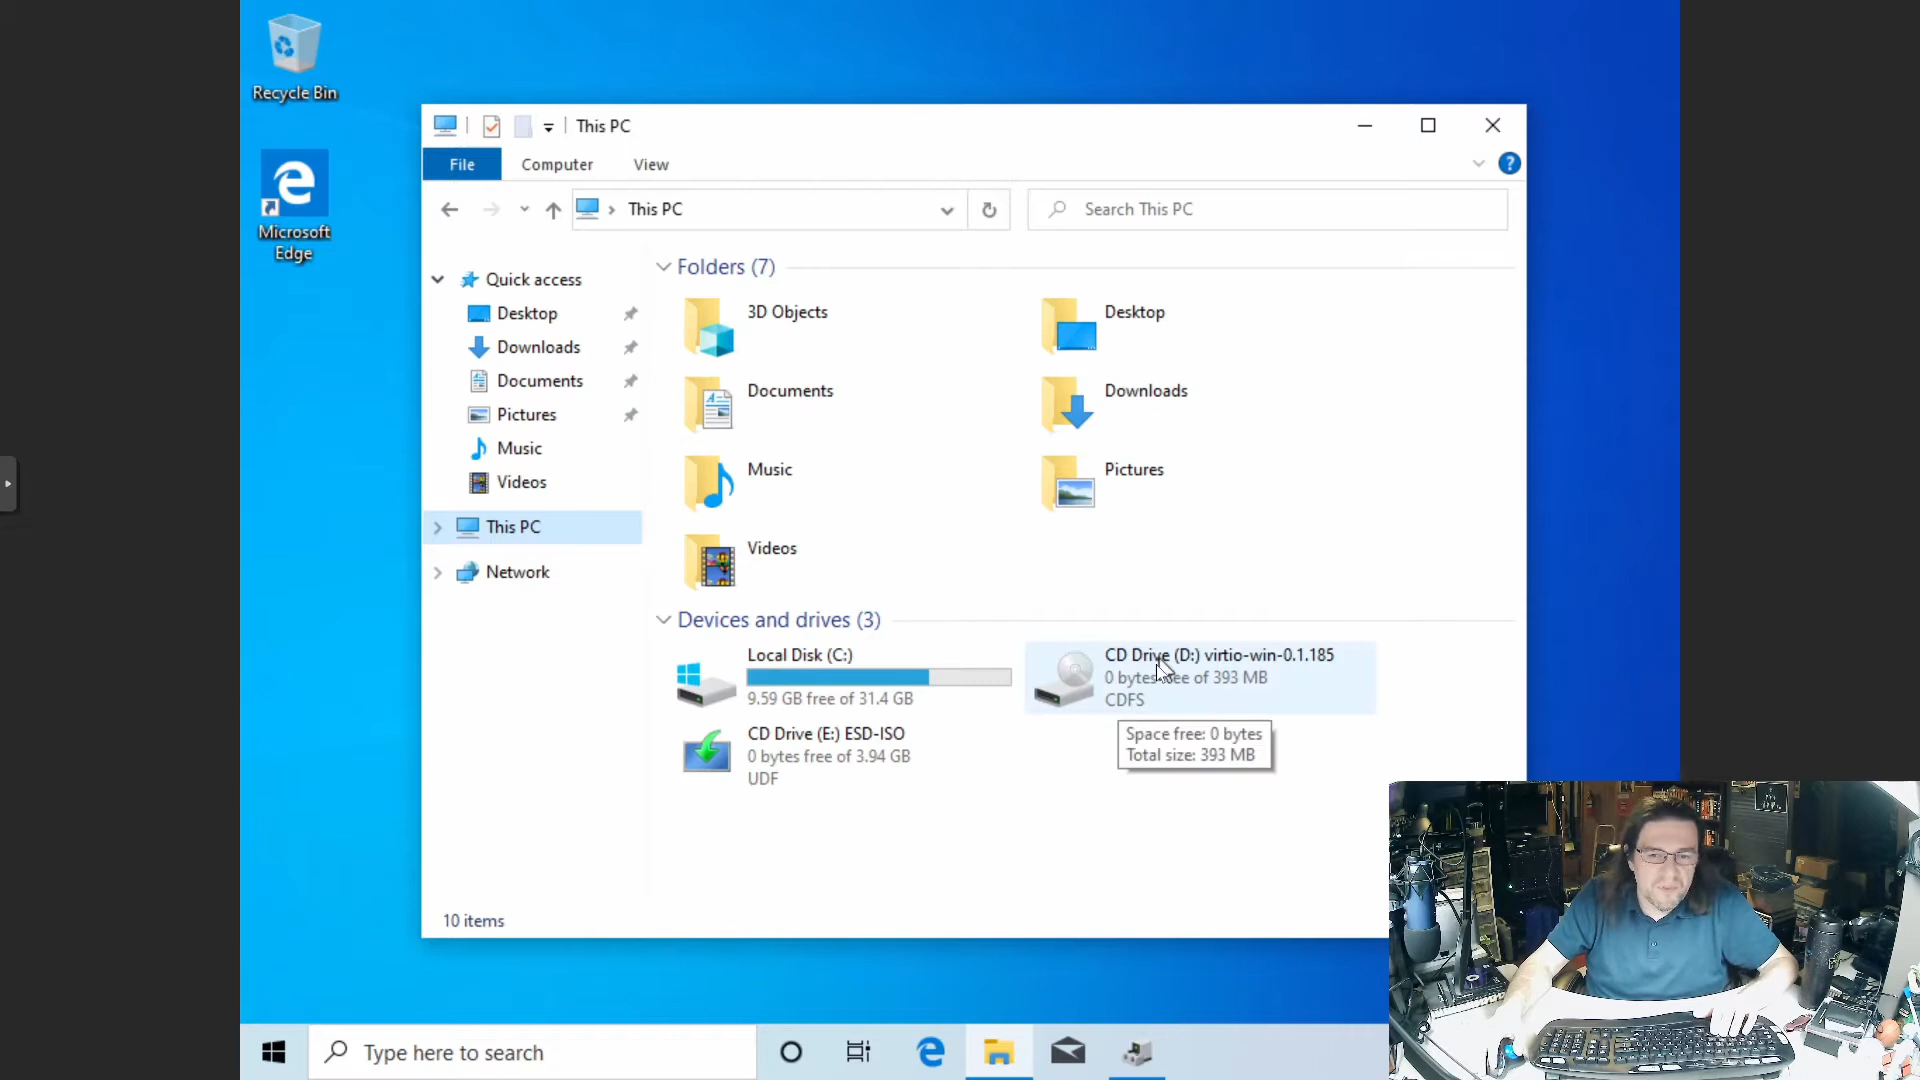 Recycle Bin
Microsoft
Edge
This PC
File
Computer
View
?
This PC
Search This PC
Quick access
Desktop
Downloads
Documents
Pictures
Music
Videos
This PC
Network
Folders (7)
3D Objects
Desktop
Documents
Downloads
Music
Pictures
Videos
Devices and drives (3)
Local Disk (C:)
9.59 GB free of 31.4 GB
CD Drive (D:) virtio-win-0.1.185
0 bytes free of 393 MB
CDFS
CD Drive (E:) ESD-ISO
0 bytes free of 3.94 GB
UDF
Space free: 0 bytes
Total size: 393 MB
10 items
Type here to search